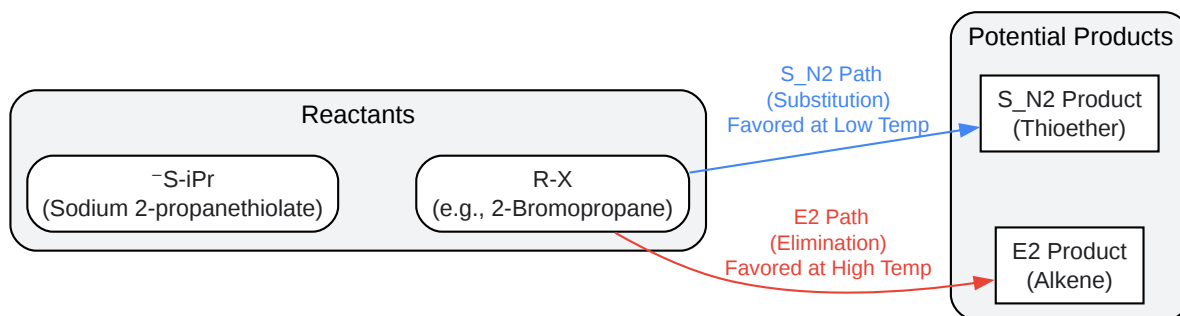 Potential Products
S_N2 Path
(Substitution)
Favored at Low Temp
S_N2 Product
(Thioether)
Reactants
⁻S-iPr
(Sodium 2-propanethiolate)
R-X
(e.g., 2-Bromopropane)
E2 Path
(Elimination)
Favored at High Temp
E2 Product
(Alkene)